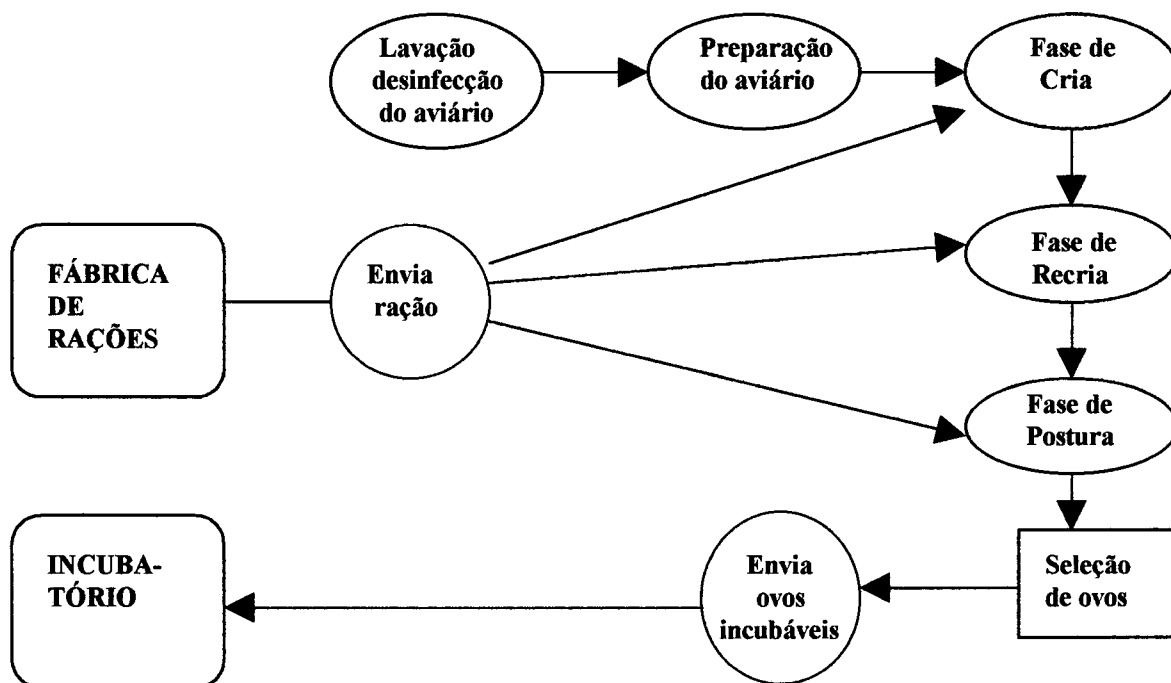 Lavação
desinfecção
do aviário
Preparação
do aviário
Fase de
Cria
FÁBRICA
DE
RAÇÕES
Envia
ração
Fase de
Recria
Fase de
Postura
INCUBA-
TÓRIO
Envia
ovos
incubáveis
Seleção
de ovos